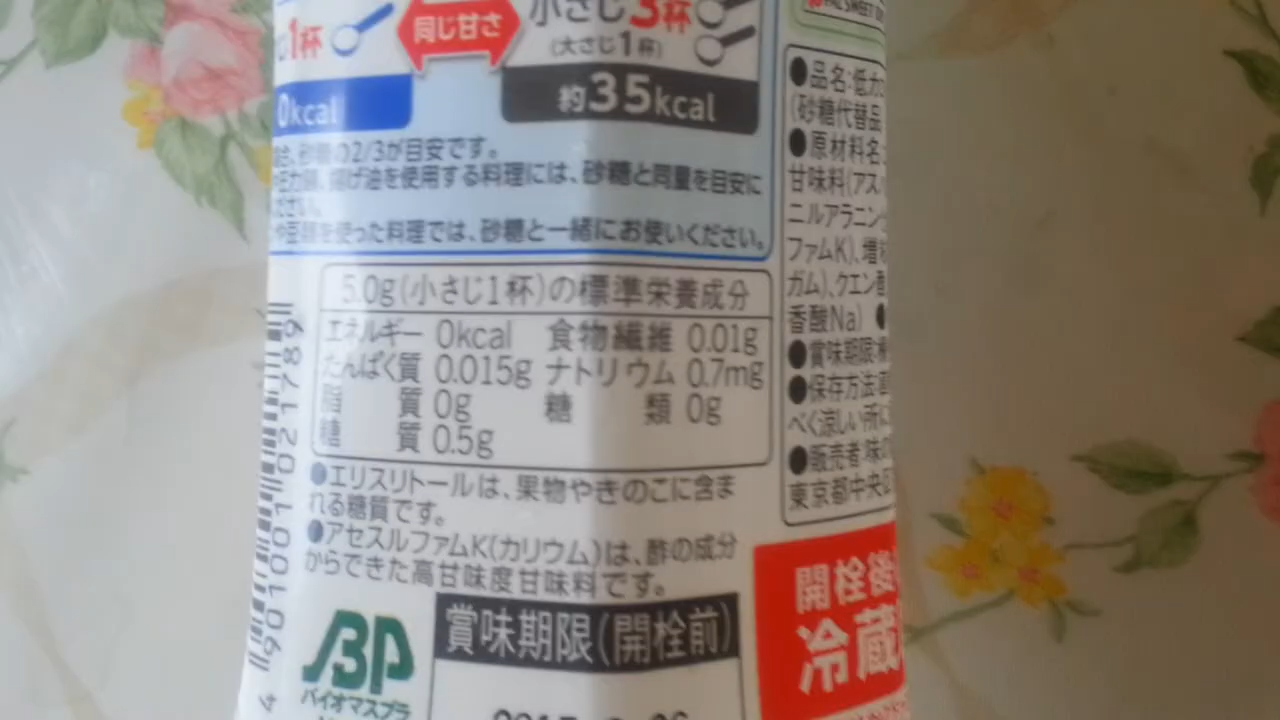 1杯
同じ甘さ
小さじ3杯
(大さじ1杯)
0kcal
約35kcal
砂糖の2/3が目安です。
揚げ油を使用する料理には、砂糖と同量を目安に
ださい。
を使った料理では、砂糖と一緒にお使いください。
5.0g(小さじ1杯)の標準栄養成分
エネルギー 0kcal 食物繊維 0.01g
たんぱく質 0.015g ナトリウム 0.7mg
脂質 0g 糖類 0g
糖質 0.5g
●エリスリトールは、果物やきのこに含ま
れる糖質です。
●アセスルファムK(カリウム)は、酢の成分
からできた高甘味度甘味料です。
賞味期限(開栓前)
BP
バイオマスプラ
4 901001 021789
●品名:低カ
(砂糖代替品
●原材料名:
甘味料(アス
ニルアラニン
ファムK)、増
ガム)、クエン
香酸Na) ●
●賞味期限:
●保存方法:
べく涼しい所に
●販売者:味の
東京都中央区
開栓後
冷蔵